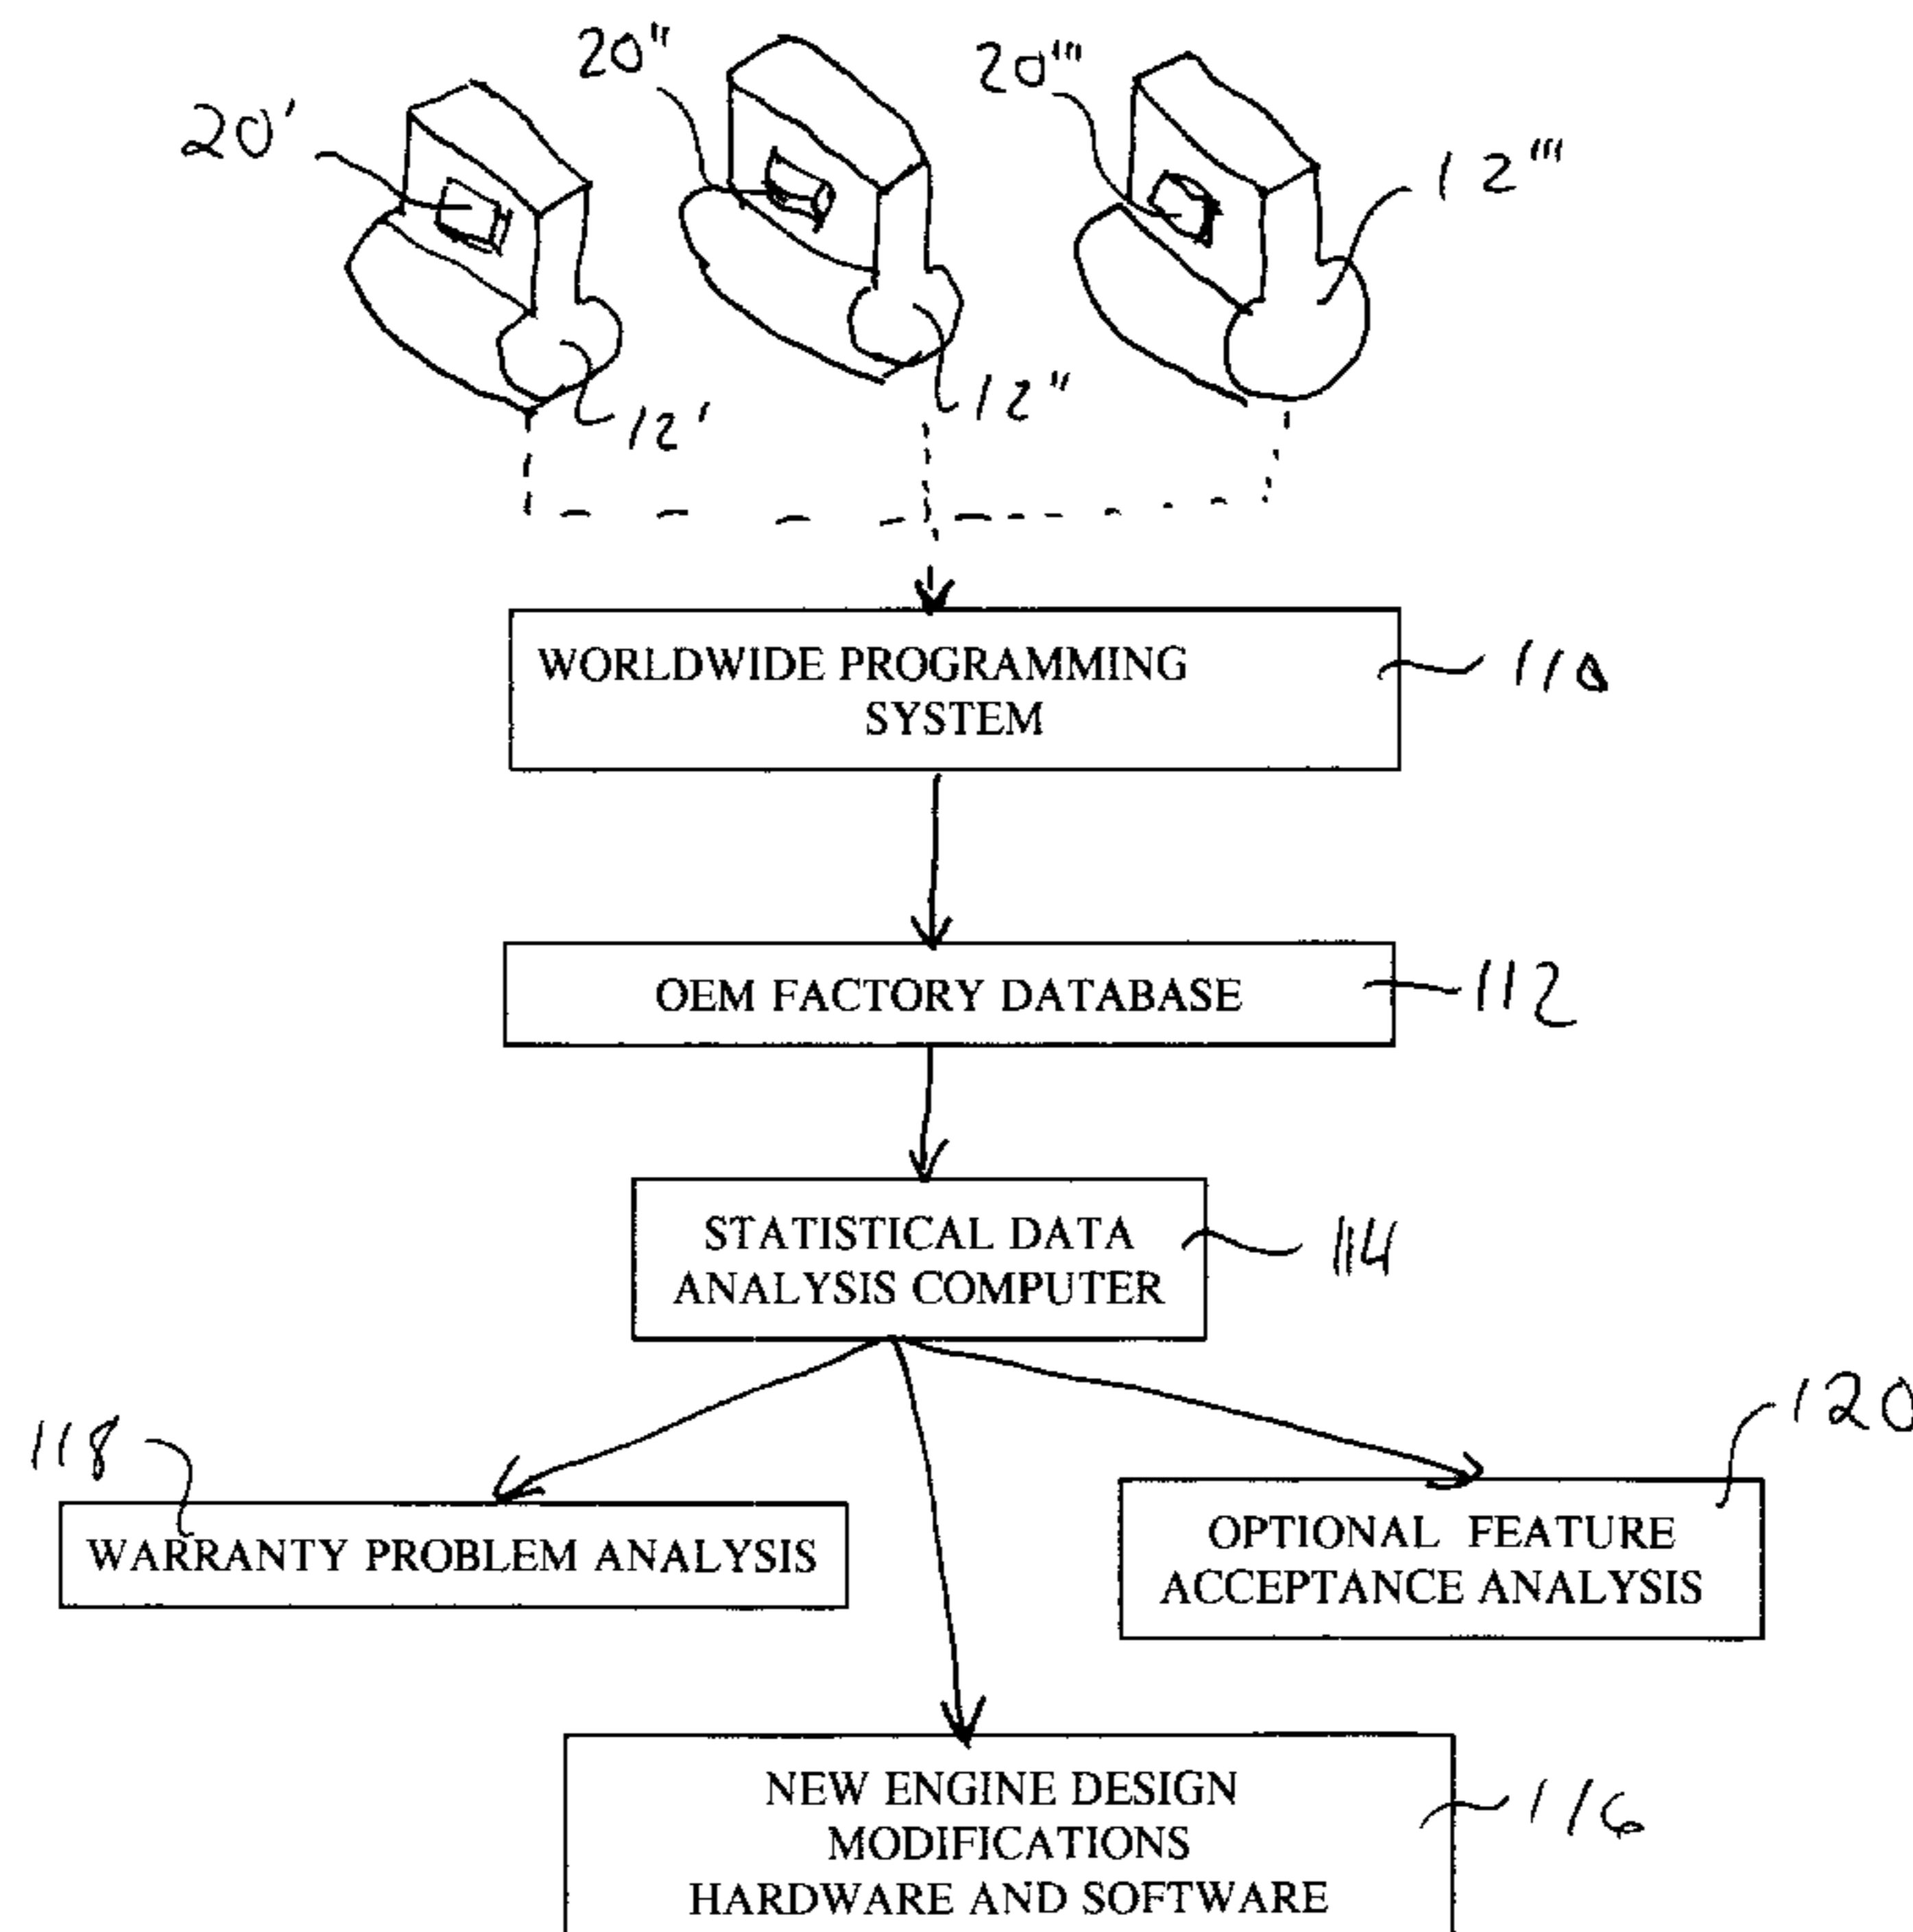 20' 20" 20'''
12' 12" 12'''
WORLDWIDE PROGRAMMING
SYSTEM
110
OEM FACTORY DATABASE
112
STATISTICAL DATA
ANALYSIS COMPUTER
114
118
WARRANTY PROBLEM ANALYSIS
120
OPTIONAL FEATURE
ACCEPTANCE ANALYSIS
NEW ENGINE DESIGN
MODIFICATIONS
HARDWARE AND SOFTWARE
116